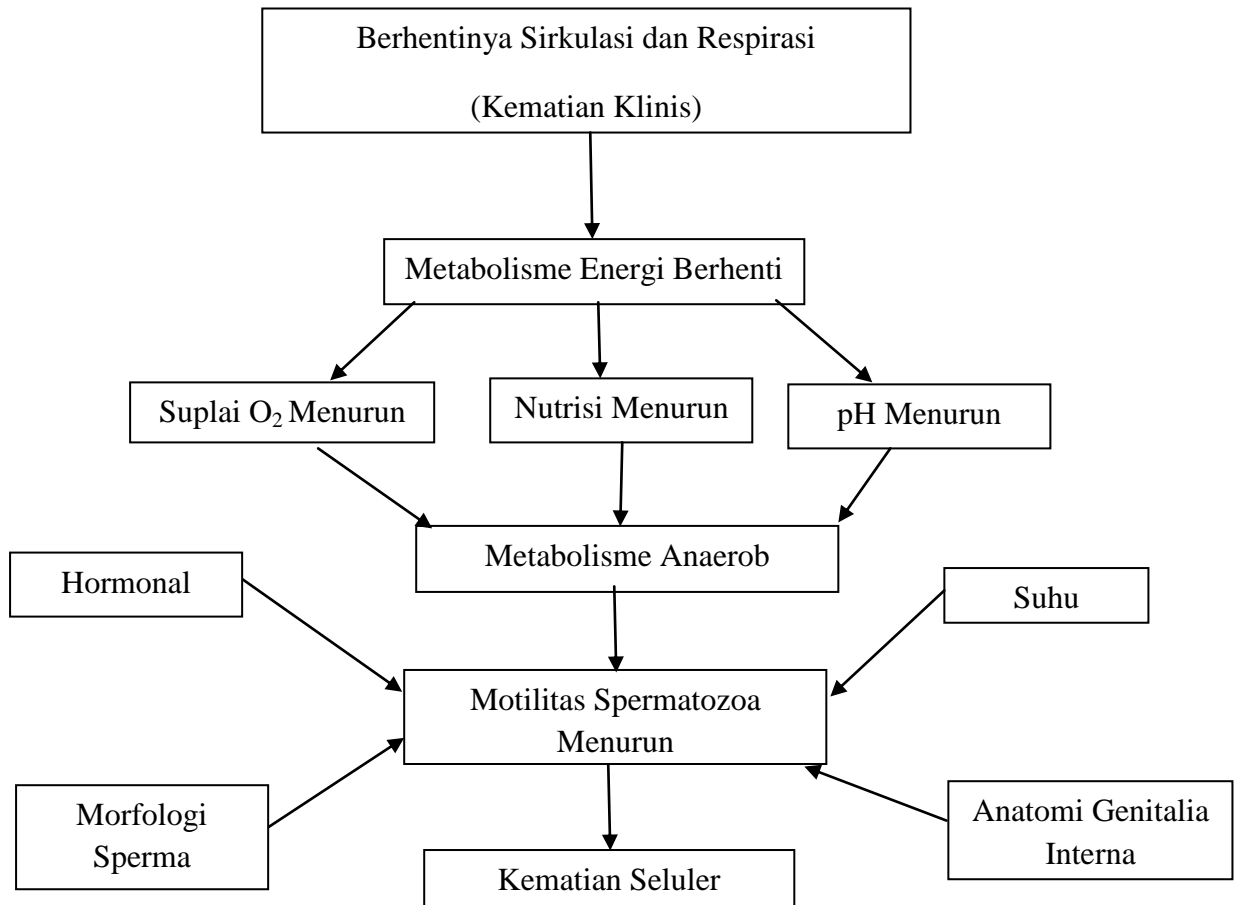 Berhentinya Sirkulasi dan Respirasi
(Kematian Klinis)
Metabolisme Energi Berhenti
Suplai O₂ Menurun
Nutrisi Menurun
pH Menurun
Metabolisme Anaerob
Hormonal
Suhu
Motilitas Spermatozoa
Menurun
Morfologi
Sperma
Anatomi Genitalia
Interna
Kematian Seluler